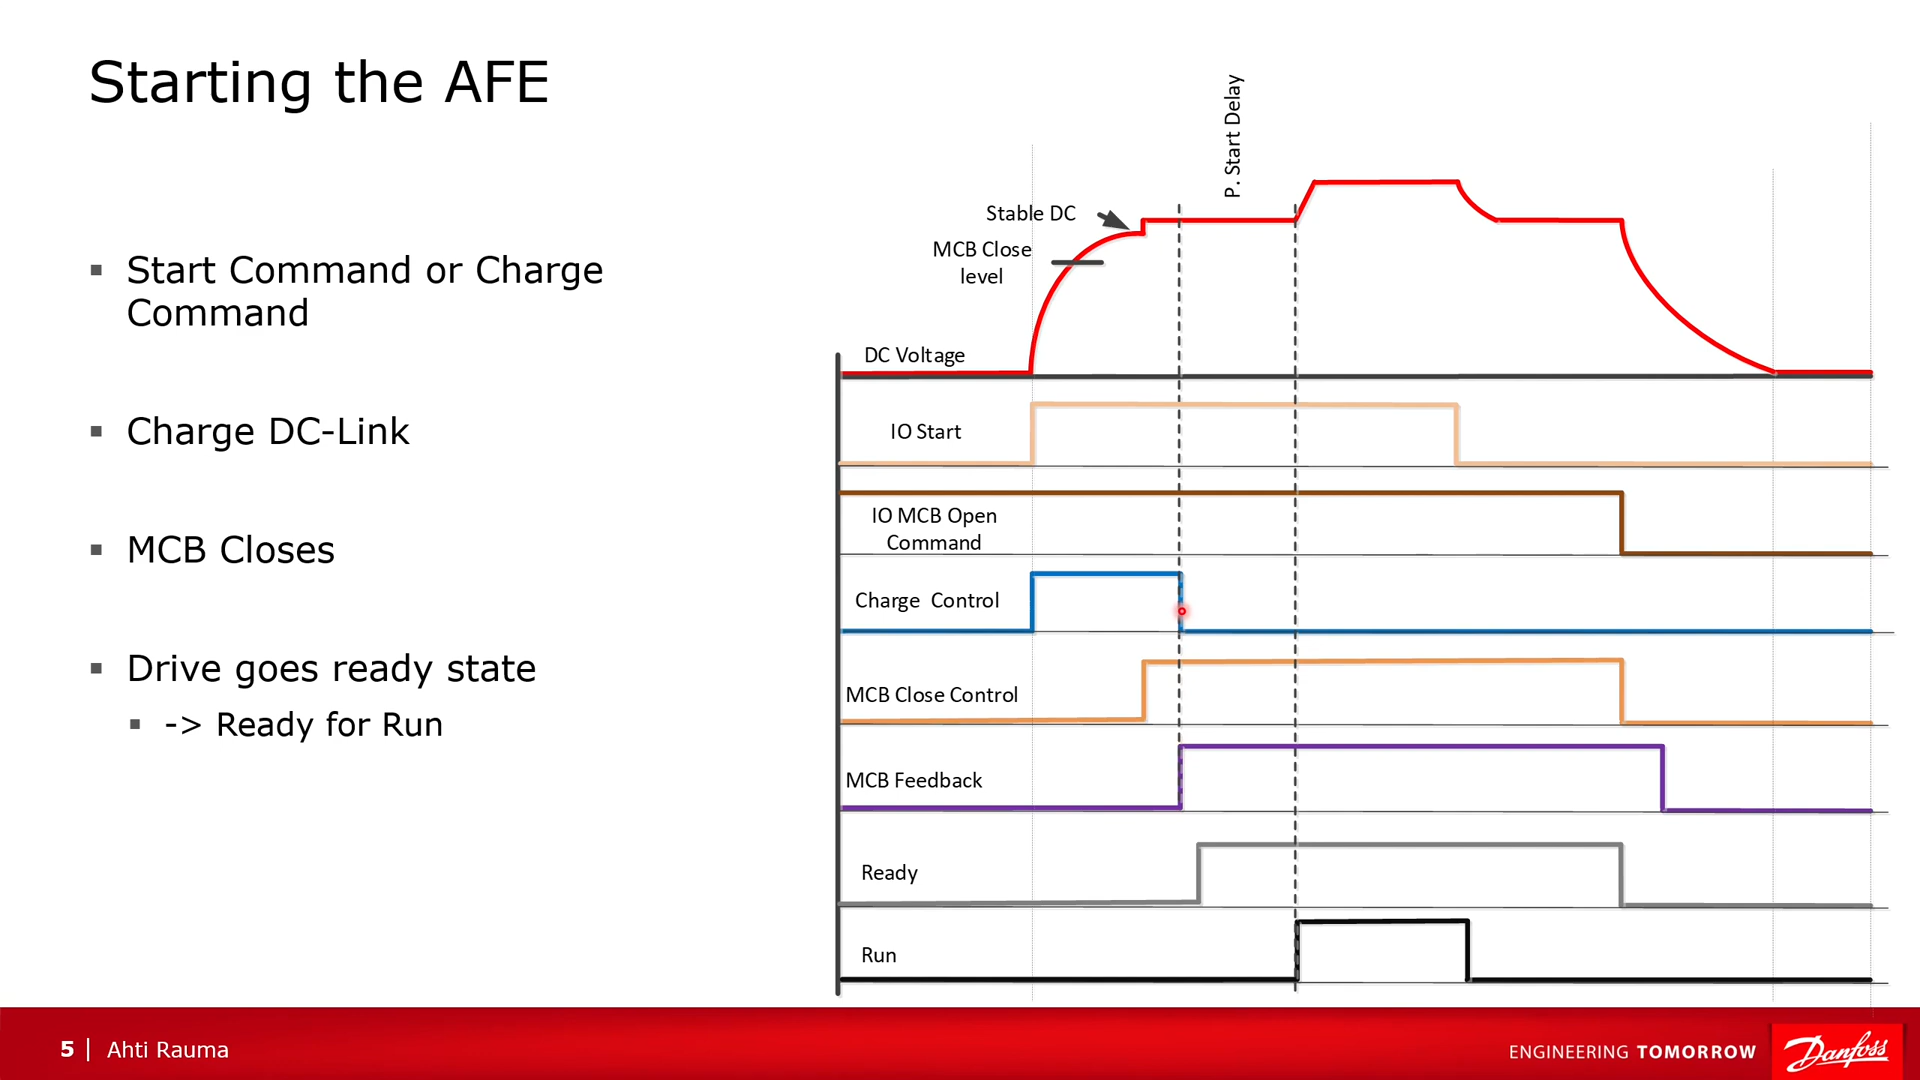 Starting the AFE
Start Command or Charge
Command
Charge DC-Link
MCB Closes
Drive goes ready state
-> Ready for Run
P. Start Delay
Stable DC
MCB Close
level
DC Voltage
IO Start
IO MCB Open
Command
Charge Control
MCB Close Control
MCB Feedback
Ready
Run
5 | Ahti Rauma
ENGINEERING TOMORROW
Danfoss